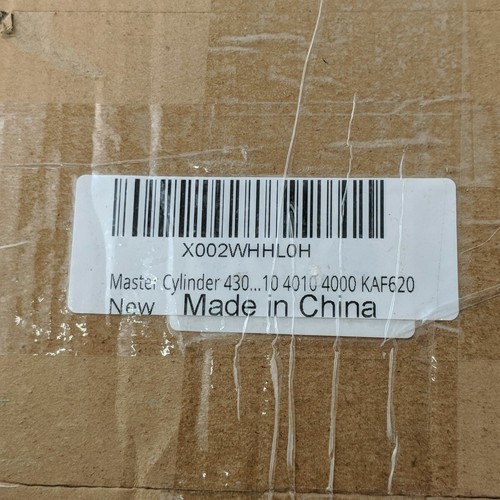 X002WHHL0H
Master Cylinder 430...10 4010 4000 KAF620
New Made in China